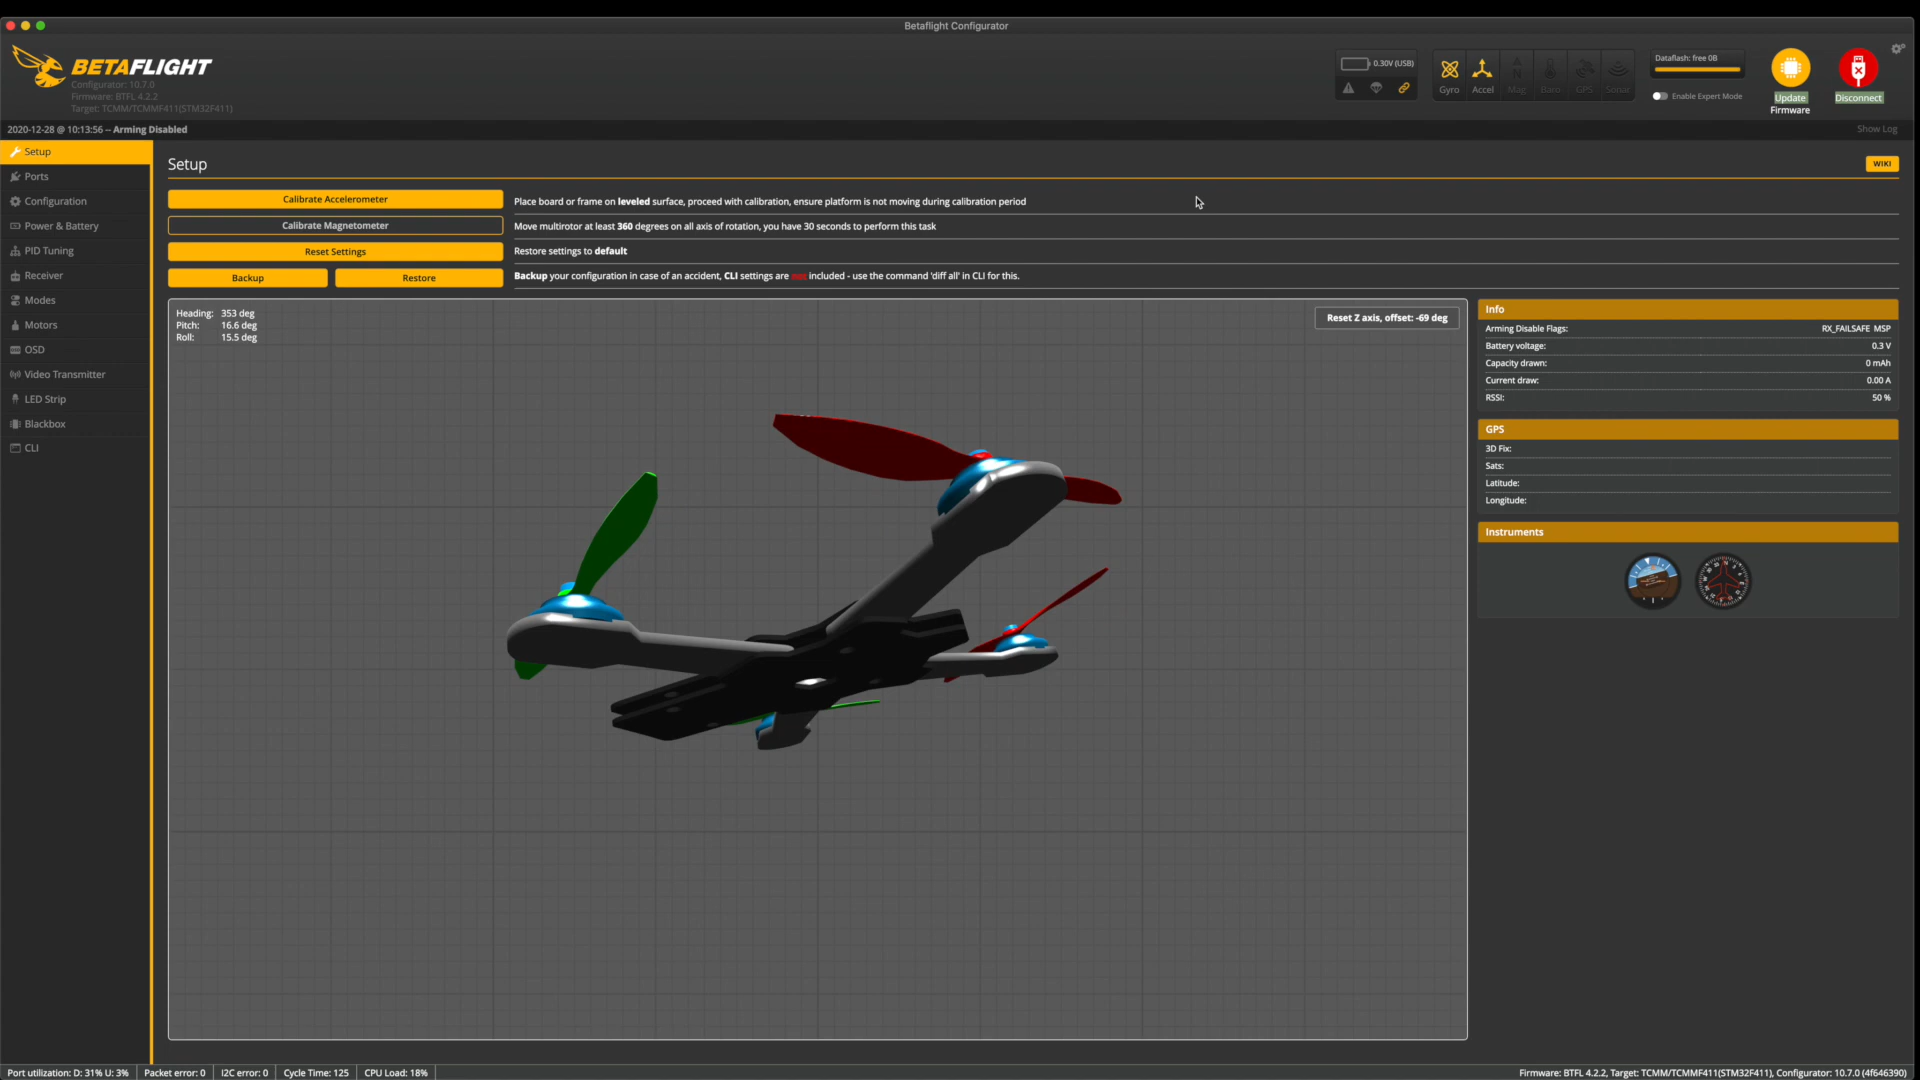 Betaflight Configurator
BETAFLIGHT
Configurator: 10.7.0
Firmware: BTFL 4.2.2
Target: TCMM/TCMMF411(STM32F411)
0.30V (USB)
Gyro
Accel
Mag
Baro
GPS
Sonar
Dataflash: free 0B
Enable Expert Mode
Update
Firmware
Disconnect
2020-12-28 @ 10:13:56 -- Arming Disabled
Show Log
Setup
Ports
Configuration
Power & Battery
PID Tuning
Receiver
Modes
Motors
OSD
Video Transmitter
LED Strip
Blackbox
CLI
Setup
WIKI
Calibrate Accelerometer
Place board or frame on leveled surface, proceed with calibration, ensure platform is not moving during calibration period
Calibrate Magnetometer
Move multirotor at least 360 degrees on all axis of rotation, you have 30 seconds to perform this task
Reset Settings
Restore settings to default
Backup
Restore
Backup your configuration in case of an accident, CLI settings are included - use the command 'diff all' in CLI for this.
Heading: 353 deg
Pitch: 16.6 deg
Roll: 15.5 deg
Reset Z axis, offset: -69 deg
Info
Arming Disable Flags: RX_FAILSAFE MSP
Battery voltage: 0.3 V
Capacity drawn: 0 mAh
Current draw: 0.00 A
RSSI: 50 %
GPS
3D Fix:
Sats:
Latitude:
Longitude:
Instruments
Port utilization: D: 31% U: 3%
Packet error: 0
I2C error: 0
Cycle Time: 125
CPU Load: 18%
Firmware: BTFL 4.2.2, Target: TCMM/TCMMF411(STM32F411), Configurator: 10.7.0 (4f646390)